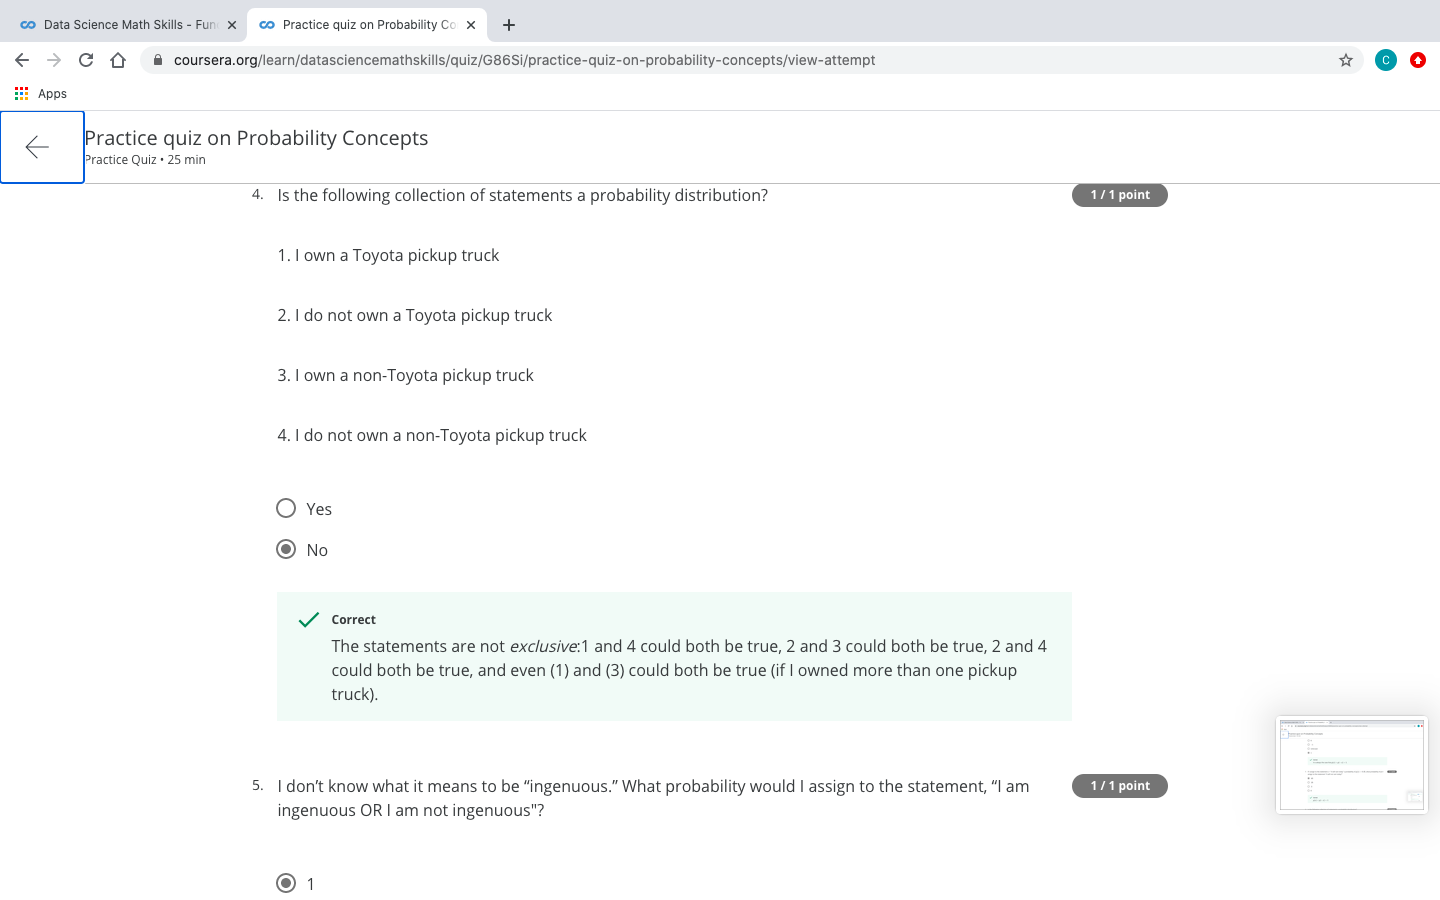 Data Science Math Skills - Fun
Practice quiz on Probability Co
coursera.org/learn/datasciencemathskills/quiz/G86Si/practice-quiz-on-probability-concepts/view-attempt
C
Apps
Practice quiz on Probability Concepts
Practice Quiz • 25 min
4. Is the following collection of statements a probability distribution?
1 / 1 point
1. I own a Toyota pickup truck
2. I do not own a Toyota pickup truck
3. I own a non-Toyota pickup truck
4. I do not own a non-Toyota pickup truck
Yes
No
Correct
The statements are not exclusive:1 and 4 could both be true, 2 and 3 could both be true, 2 and 4
could both be true, and even (1) and (3) could both be true (if I owned more than one pickup
truck).
5. I don’t know what it means to be “ingenuous.” What probability would I assign to the statement, “I am
ingenuous OR I am not ingenuous"?
1 / 1 point
1